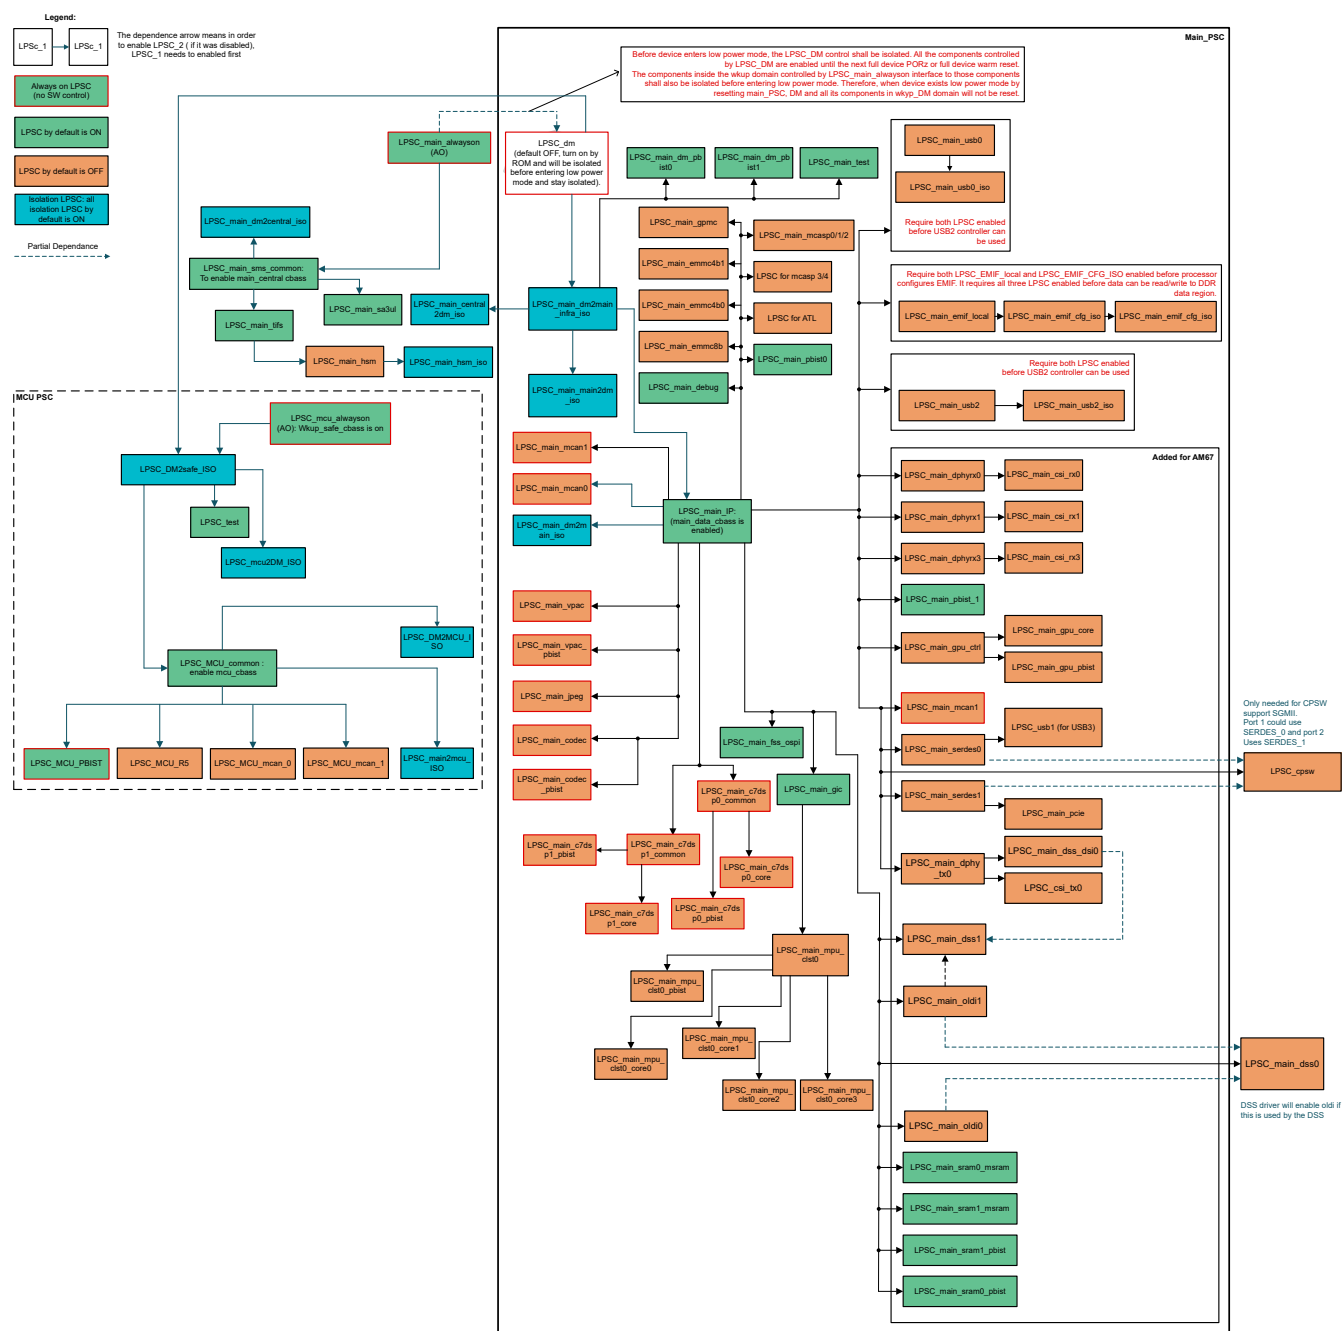 Legend:
LPSc_1
LPSc_1
The dependence arrow means in order
to enable LPSC_2 ( if it was disabled),
LPSC_1 needs to enabled first
Always on LPSC
(no SW control)
LPSC by default is ON
LPSC by default is OFF
Isolation LPSC: all
isolation LPSC by
default is ON
Partial Dependance
Main_PSC
Before device enters low power mode, the LPSC_DM control shall be isolated. All the components controlled
by LPSC_DM are enabled until the next full device PORz or full device warm reset.
The components inside the wkup domain controlled by LPSC_main_alwayson interface to those components
shall also be isolated before entering low power mode. Therefore, when device exists low power mode by
resetting main_PSC, DM and all its components in wkyp_DM domain will not be reset.
LPSC_main_alwayson
(AO)
LPSC_dm
(default OFF, turn on by
ROM and will be isolated
before entering low power
mode and stay isolated).
LPSC_main_dm_pb
ist0
LPSC_main_dm_pb
ist1
LPSC_main_test
LPSC_main_usb0
LPSC_main_usb0_iso
Require both LPSC enabled
before USB2 controller can
be used
LPSC_main_dm2central_iso
LPSC_main_sms_common:
To enable main_central cbass
LPSC_main_sa3ul
LPSC_main_tifs
LPSC_main_hsm
LPSC_main_hsm_iso
LPSC_main_central
2dm_iso
LPSC_main_dm2main
_infra_iso
LPSC_main_main2dm
_iso
LPSC_main_gpmc
LPSC_main_emmc4b1
LPSC_main_emmc4b0
LPSC_main_emmc8b
LPSC_main_debug
LPSC_main_mcasp0/1/2
LPSC for mcasp 3/4
LPSC for ATL
LPSC_main_pbist0
Require both LPSC_EMIF_local and LPSC_EMIF_CFG_ISO enabled before processor
configures EMIF. It requires all three LPSC enabled before data can be read/write to DDR
data region.
LPSC_main_emif_local
LPSC_main_emif_cfg_iso
LPSC_main_emif_cfg_iso
Require both LPSC enabled
before USB2 controller can be used
LPSC_main_usb2
LPSC_main_usb2_iso
MCU PSC
LPSC_mcu_alwayson
(AO): Wkup_safe_cbass is on
LPSC_DM2safe_ISO
LPSC_test
LPSC_mcu2DM_ISO
LPSC_DM2MCU_I
SO
LPSC_MCU_common :
enable mcu_cbass
LPSC_MCU_PBIST
LPSC_MCU_R5
LPSC_MCU_mcan_0
LPSC_MCU_mcan_1
LPSC_main2mcu_
ISO
LPSC_main_mcan1
LPSC_main_mcan0
LPSC_main_dm2m
ain_iso
LPSC_main_IP:
(main_data_cbass is
enabled)
LPSC_main_vpac
LPSC_main_vpac_
pbist
LPSC_main_jpeg
LPSC_main_codec
LPSC_main_codec
_pbist
LPSC_main_fss_ospi
LPSC_main_gic
LPSC_main_c7ds
p0_common
LPSC_main_c7ds
p1_pbist
LPSC_main_c7ds
p1_common
LPSC_main_c7ds
p0_core
LPSC_main_c7ds
p1_core
LPSC_main_c7ds
p0_pbist
LPSC_main_mpu_
clst0
LPSC_main_mpu_
clst0_pbist
LPSC_main_mpu_
clst0_core1
LPSC_main_mpu_
clst0_core0
LPSC_main_mpu_
clst0_core2
LPSC_main_mpu_
clst0_core3
Added for AM67
LPSC_main_dphyrx0
LPSC_main_csi_rx0
LPSC_main_dphyrx1
LPSC_main_csi_rx1
LPSC_main_dphyrx3
LPSC_main_csi_rx3
LPSC_main_pbist_1
LPSC_main_gpu_ctrl
LPSC_main_gpu_core
LPSC_main_gpu_pbist
LPSC_main_mcan1
LPSC_usb1 (for USB3)
LPSC_main_serdes0
LPSC_main_serdes1
LPSC_main_pcie
LPSC_main_dphy
_tx0
LPSC_main_dss_dsi0
LPSC_csi_tx0
LPSC_main_dss1
LPSC_main_oldi1
LPSC_main_oldi0
LPSC_main_sram0_msram
LPSC_main_sram1_msram
LPSC_main_sram1_pbist
LPSC_main_sram0_pbist
Only needed for CPSW
support SGMII.
Port 1 could use
SERDES_0 and port 2
Uses SERDES_1
LPSC_cpsw
LPSC_main_dss0
DSS driver will enable oldi if
this is used by the DSS